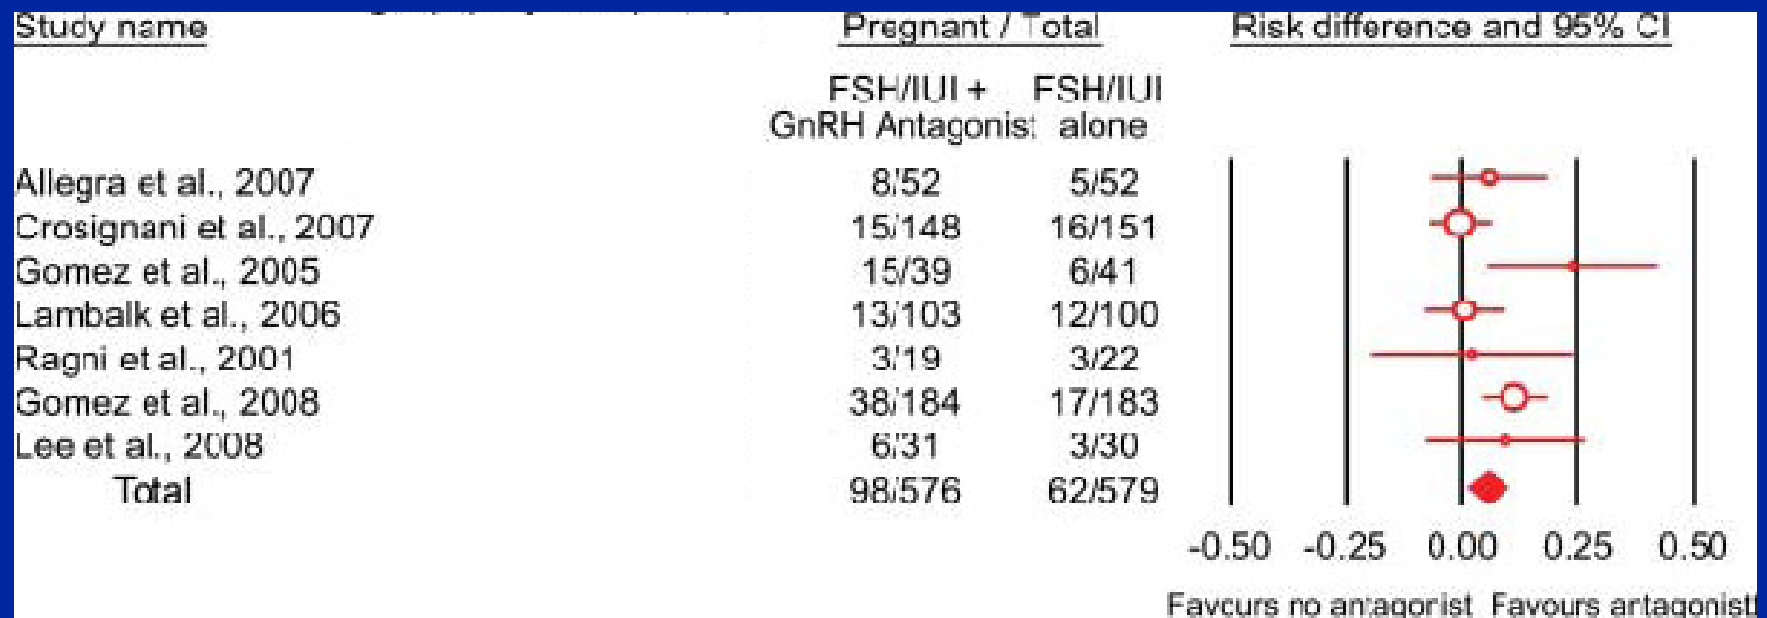 Study name Pregnant / Total Risk difference and 95% CI
FSH/IUI + FSH/IUI
GnRH Antagonist alone
Allegra et al., 2007 8/52 5/52
Crosignani et al., 2007 15/148 16/151
Gomez et al., 2005 15/39 6/41
Lambalk et al., 2006 13/103 12/100
Ragni et al., 2001 3/19 3/22
Gomez et al., 2008 38/184 17/183
Lee et al., 2008 6/31 3/30
Total 98/576 62/579
-0.50 -0.25 0.00 0.25 0.50
Favours no antagonist Favours antagonist